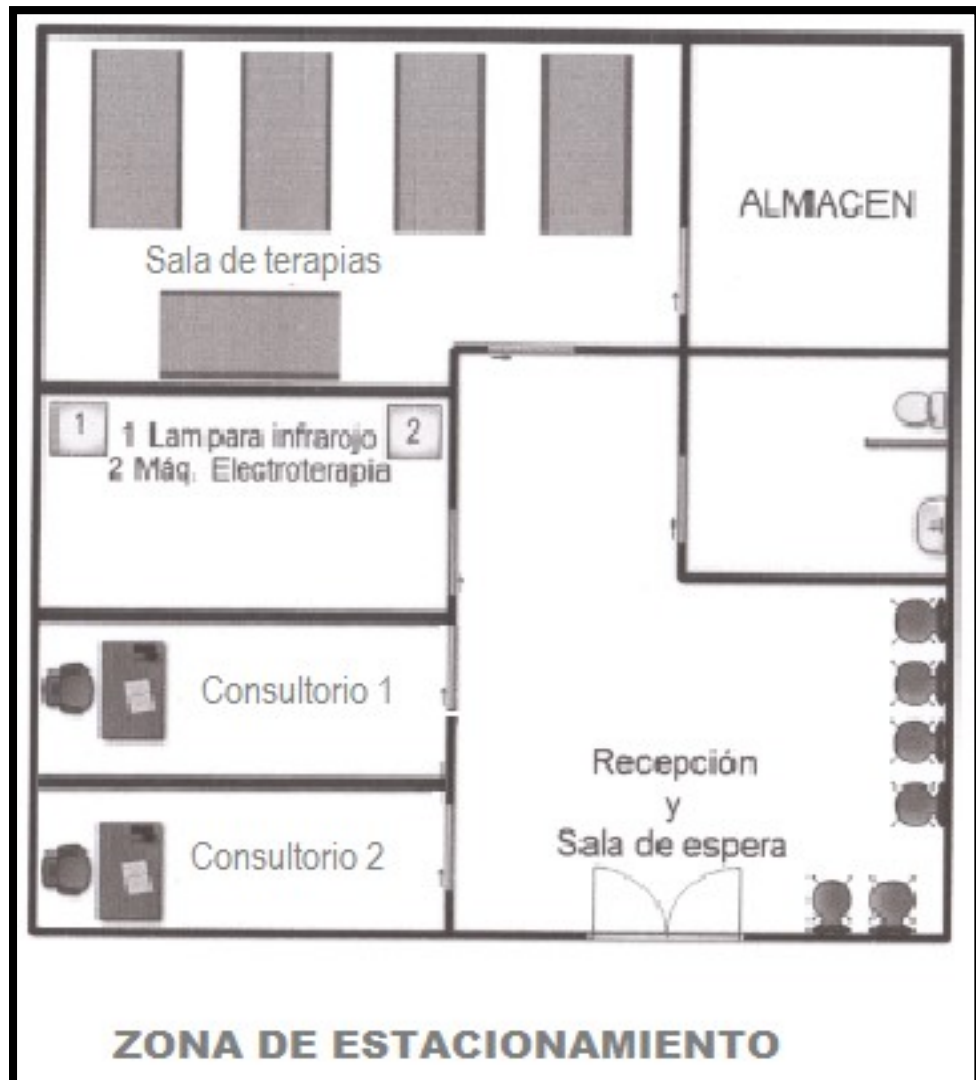 ALMACEN
Sala de terapias
1
1 Lampara infrarojo
2
2 Máq. Electroterapia
Consultorio 1
Recepción
y
Sala de espera
Consultorio 2
ZONA DE ESTACIONAMIENTO